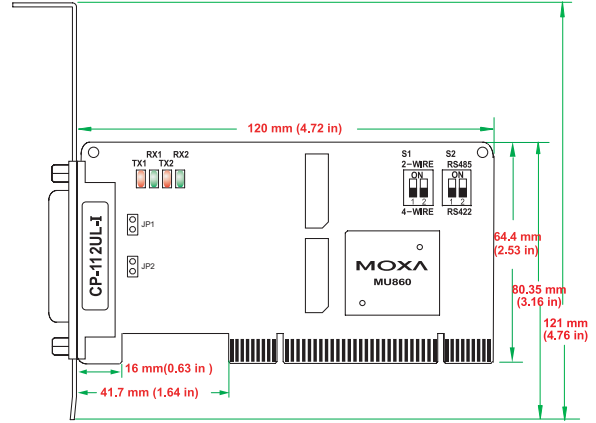 120 mm (4.72 in)
RX1 RX2
TX1 TX2
S1 S2
2-WIRE RS485
ON ON
1 2 1 2
4-WIRE RS422
JP1
CP-112UL-I
64.4 mm
(2.53 in)
MOXA
MU860
JP2
80.35 mm
(3.16 in)
121 mm
(4.76 in)
16 mm(0.63 in )
41.7 mm (1.64 in)